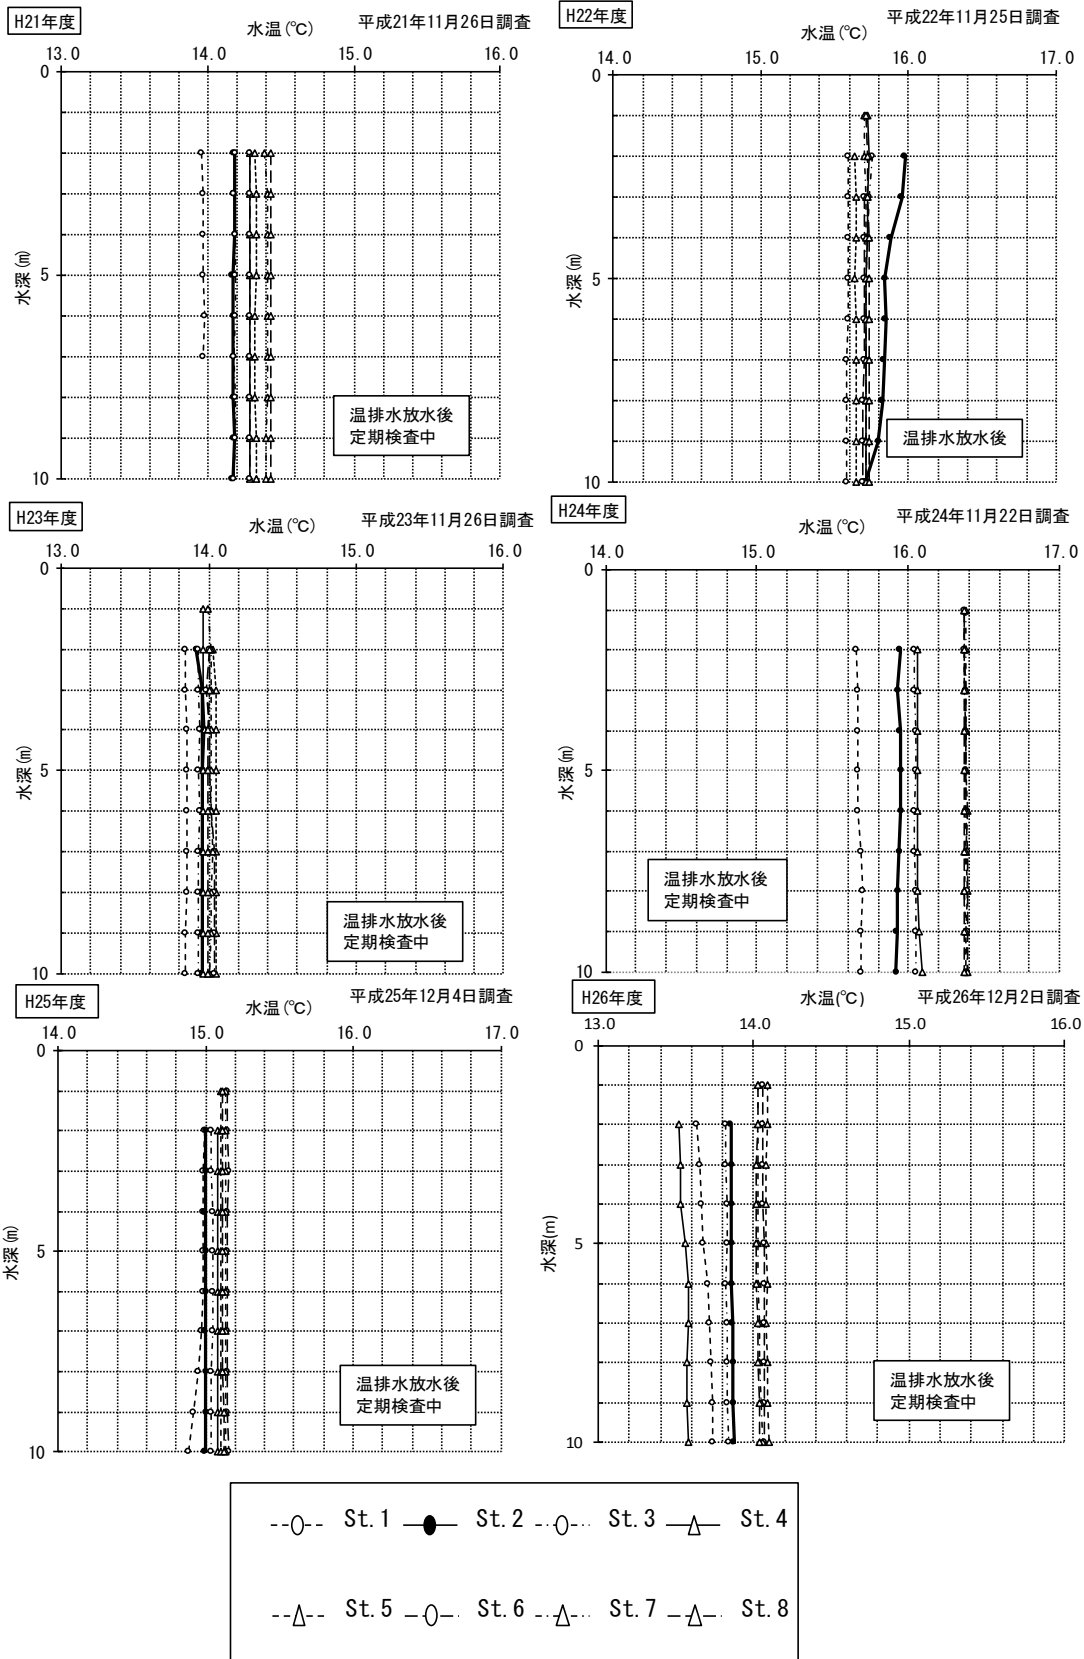 H21年度
水温(℃)
平成21年11月26日調査
13.0 14.0 15.0 16.0
0
5
10
水深(m)
温排水放水後
定期検査中
H22年度
水温(℃)
平成22年11月25日調査
14.0 15.0 16.0 17.0
0
5
10
水深(m)
温排水放水後
H23年度
水温(℃)
平成23年11月26日調査
13.0 14.0 15.0 16.0
0
5
10
水深(m)
温排水放水後
定期検査中
H24年度
水温(℃)
平成24年11月22日調査
14.0 15.0 16.0 17.0
0
5
10
水深(m)
温排水放水後
定期検査中
H25年度
水温(℃)
平成25年12月4日調査
14.0 15.0 16.0 17.0
0
5
10
水深(m)
温排水放水後
定期検査中
H26年度
水温(℃)
平成26年12月2日調査
13.0 14.0 15.0 16.0
0
5
10
水深(m)
温排水放水後
定期検査中
St.1 St.2 St.3 St.4
St.5 St.6 St.7 St.8